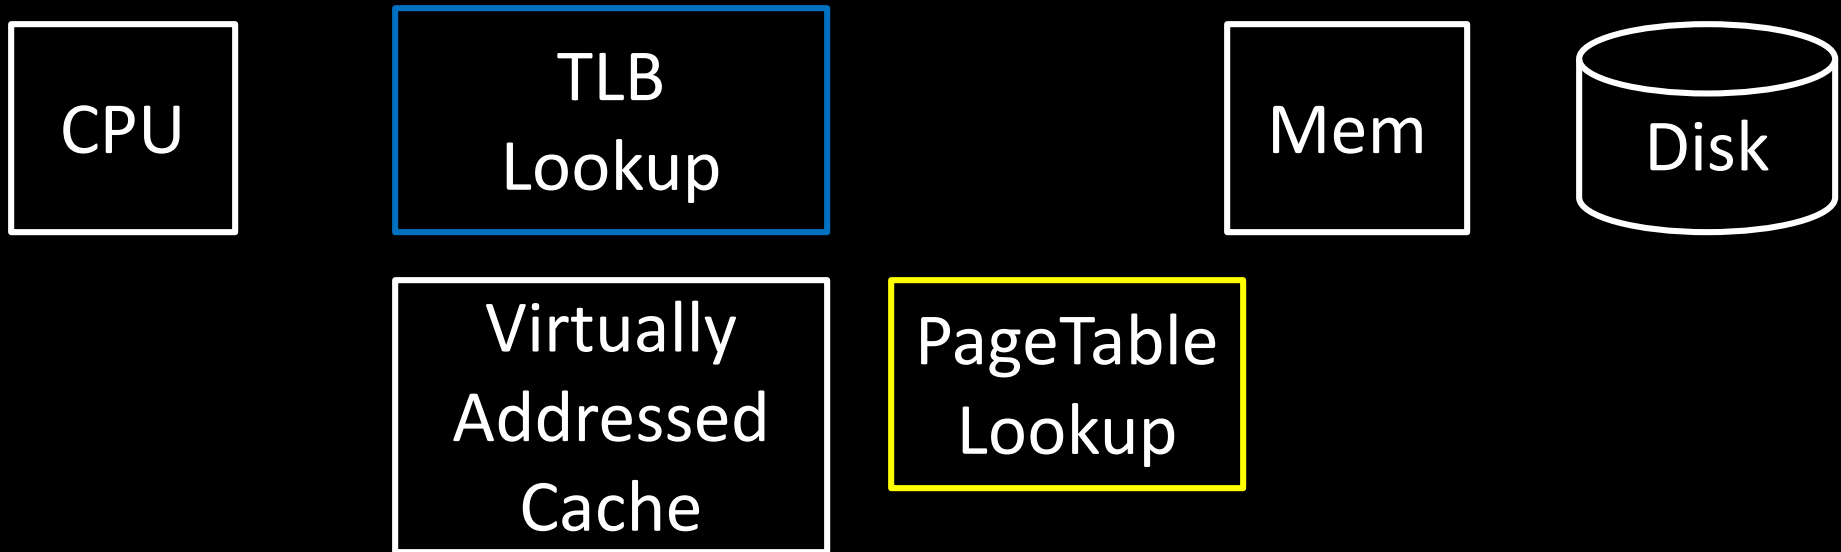 CPU
TLB
Lookup
Mem
Disk
Virtually
Addressed
Cache
PageTable
Lookup